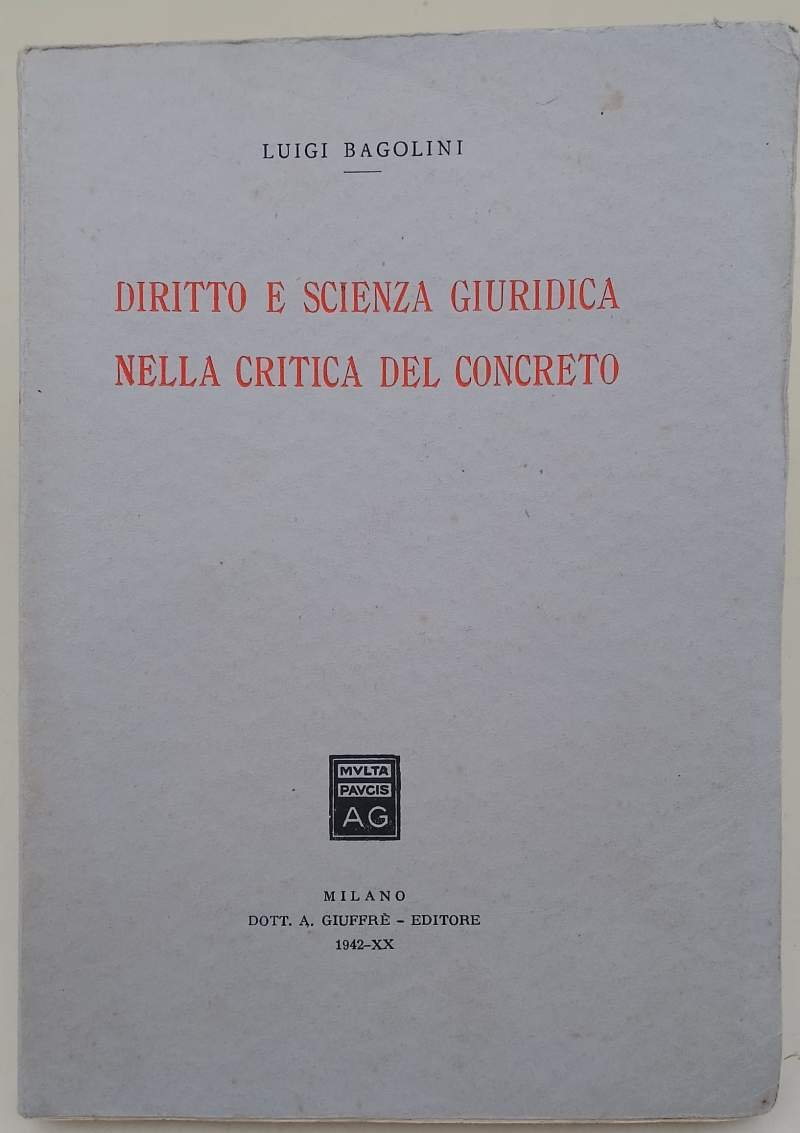 LUIGI BAGOLINI
DIRITTO E SCIENZA GIURIDICA
NELLA CRITICA DEL CONCRETO
MVLTA
PAVCIS
AG
MILANO
DOTT. A. GIUFFRÈ – EDITORE
1942–XX